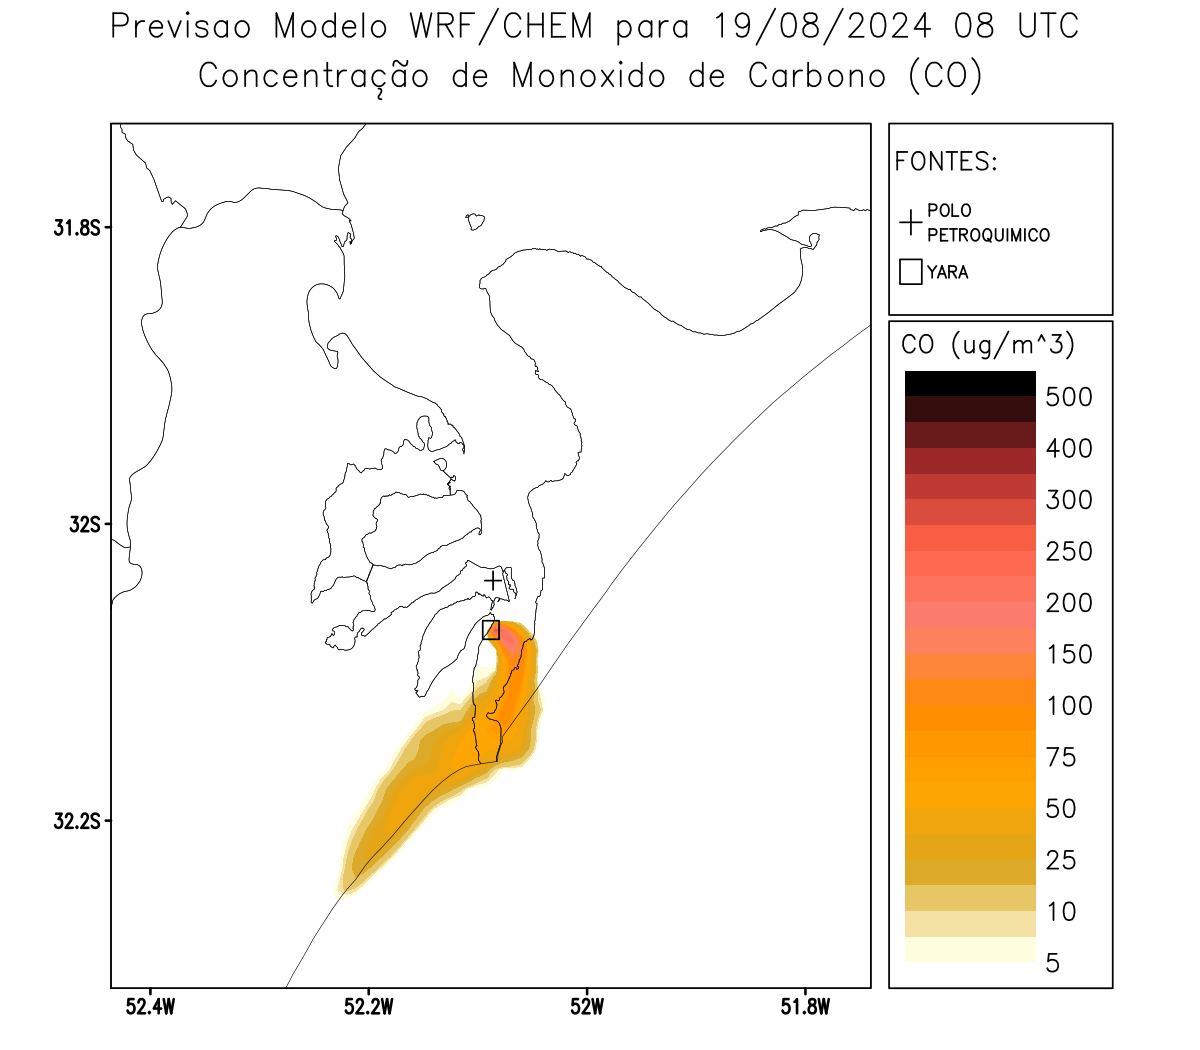 Previsao Modelo WRF/CHEM para 19/08/2024 08 UTC
Concentração de Monoxido de Carbono (CO)
FONTES:
POLO
PETROQUIMICO
YARA
CO (ug/m^3)
500
400
300
250
200
150
100
75
50
25
10
5
31.8S
32S
32.2S
52.4W
52.2W
52W
51.8W